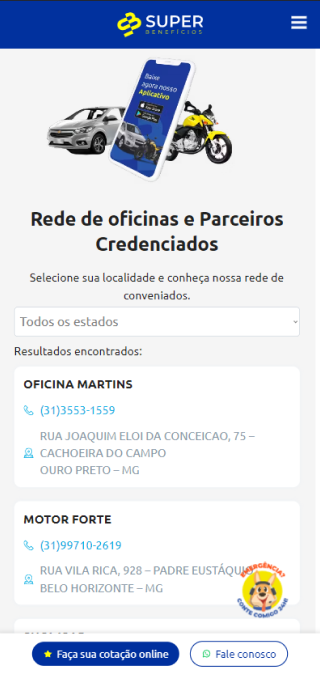 SUPER
BENEFÍCIOS
Baixe
agora nosso
Aplicativo
Rede de oficinas e Parceiros
Credenciados
Selecione sua localidade e conheça nossa rede de
conveniados.
Todos os estados
Resultados encontrados:
OFICINA MARTINS
(31)3553-1559
RUA JOAQUIM ELOI DA CONCEICAO, 75 –
CACHOEIRA DO CAMPO
OURO PRETO – MG
MOTOR FORTE
(31)99710-2619
RUA VILA RICA, 928 – PADRE EUSTÁQUIO
BELO HORIZONTE – MG
EMERGÊNCIA?
CONTE COMIGO 24H
Faça sua cotação online
Fale conosco